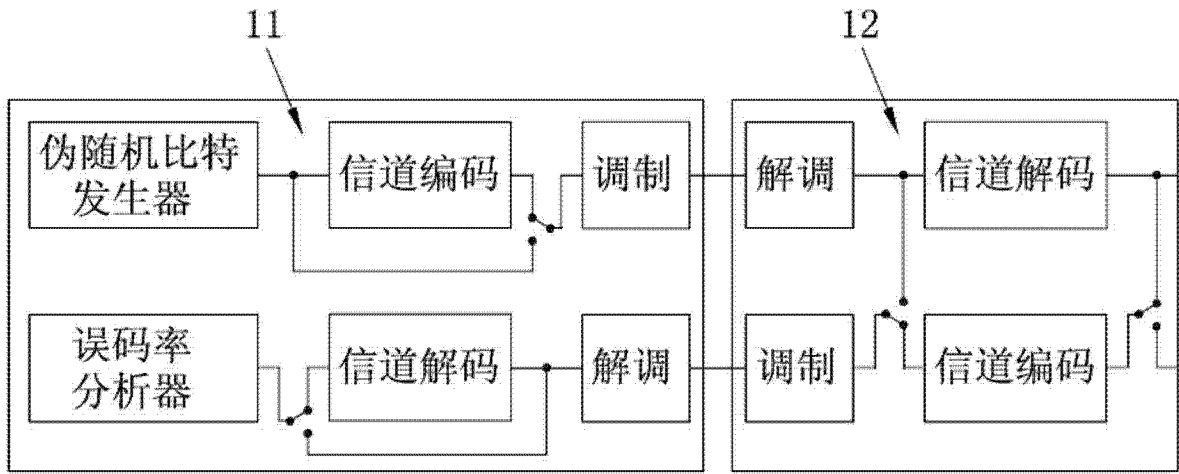 11
12
伪随机比特
发生器
信道编码
调制
解调
信道解码
误码率
分析器
信道解码
解调
调制
信道编码